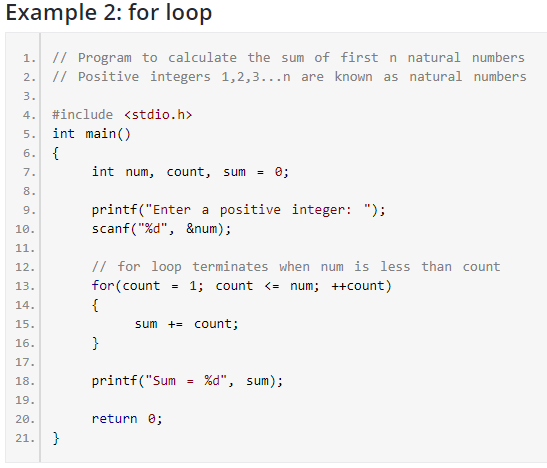 Example 2: for loop
1. // Program to calculate the sum of first n natural numbers
2. // Positive integers 1,2,3...n are known as natural numbers
3.
4. #include <stdio.h>
5. int main()
6. {
7. int num, count, sum = 0;
8.
9. printf("Enter a positive integer: ");
10. scanf("%d", &num);
11.
12. // for loop terminates when num is less than count
13. for(count = 1; count <= num; ++count)
14. {
15. sum += count;
16. }
17.
18. printf("Sum = %d", sum);
19.
20. return 0;
21. }